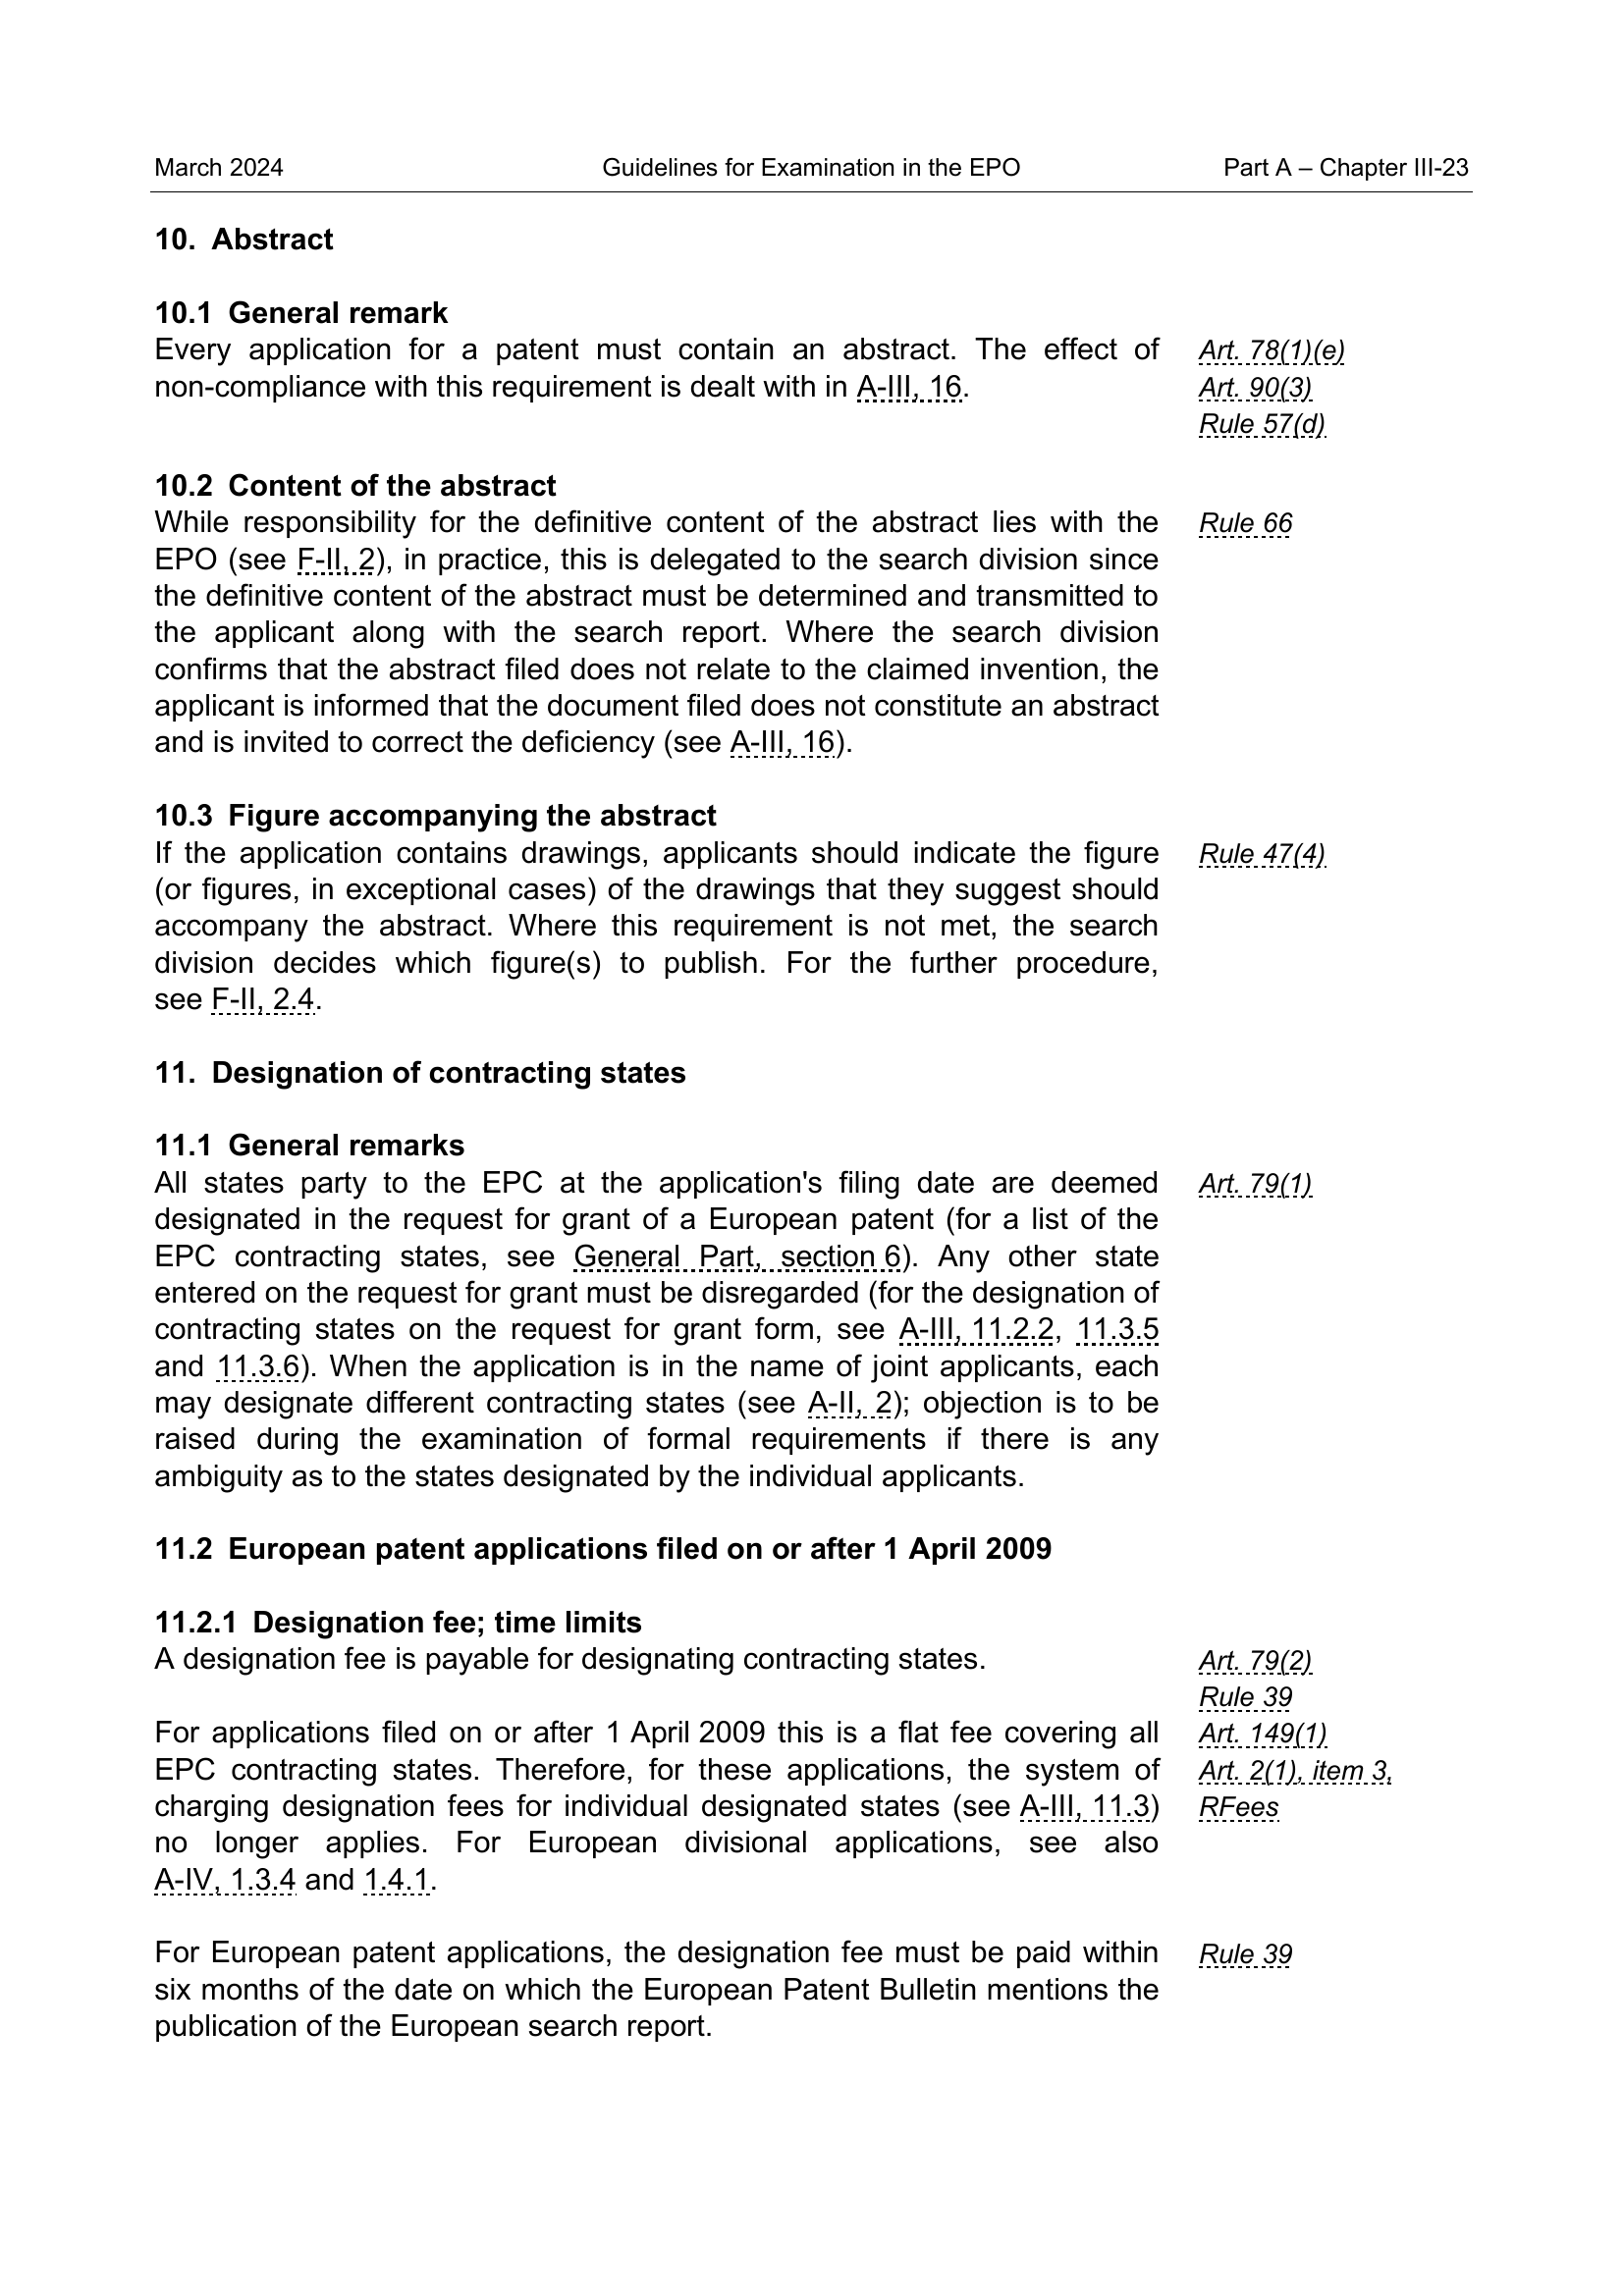 March 2024 Guidelines for Examination in the EPO Part A – Chapter III-23
10. Abstract
10.1 General remark
Every application for a patent must contain an abstract. The effect of
non-compliance with this requirement is dealt with in A-III, 16.
Art. 78(1)(e)
Art. 90(3)
Rule 57(d)
10.2 Content of the abstract
While responsibility for the definitive content of the abstract lies with the
EPO (see F-II, 2), in practice, this is delegated to the search division since
the definitive content of the abstract must be determined and transmitted to
the applicant along with the search report. Where the search division
confirms that the abstract filed does not relate to the claimed invention, the
applicant is informed that the document filed does not constitute an abstract
and is invited to correct the deficiency (see A-III, 16).
Rule 66
10.3 Figure accompanying the abstract
If the application contains drawings, applicants should indicate the figure
(or figures, in exceptional cases) of the drawings that they suggest should
accompany the abstract. Where this requirement is not met, the search
division decides which figure(s) to publish. For the further procedure,
see F-II, 2.4.
Rule 47(4)
11. Designation of contracting states
11.1 General remarks
All states party to the EPC at the application's filing date are deemed
designated in the request for grant of a European patent (for a list of the
EPC contracting states, see General Part, section 6). Any other state
entered on the request for grant must be disregarded (for the designation of
contracting states on the request for grant form, see A-III, 11.2.2, 11.3.5
and 11.3.6). When the application is in the name of joint applicants, each
may designate different contracting states (see A-II, 2); objection is to be
raised during the examination of formal requirements if there is any
ambiguity as to the states designated by the individual applicants.
Art. 79(1)
11.2 European patent applications filed on or after 1 April 2009
11.2.1 Designation fee; time limits
A designation fee is payable for designating contracting states.
Art. 79(2)
Rule 39
For applications filed on or after 1 April 2009 this is a flat fee covering all
EPC contracting states. Therefore, for these applications, the system of
charging designation fees for individual designated states (see A-III, 11.3)
no longer applies. For European divisional applications, see also
A-IV, 1.3.4 and 1.4.1.
Art. 149(1)
Art. 2(1), item 3,
RFees
For European patent applications, the designation fee must be paid within
six months of the date on which the European Patent Bulletin mentions the
publication of the European search report.
Rule 39